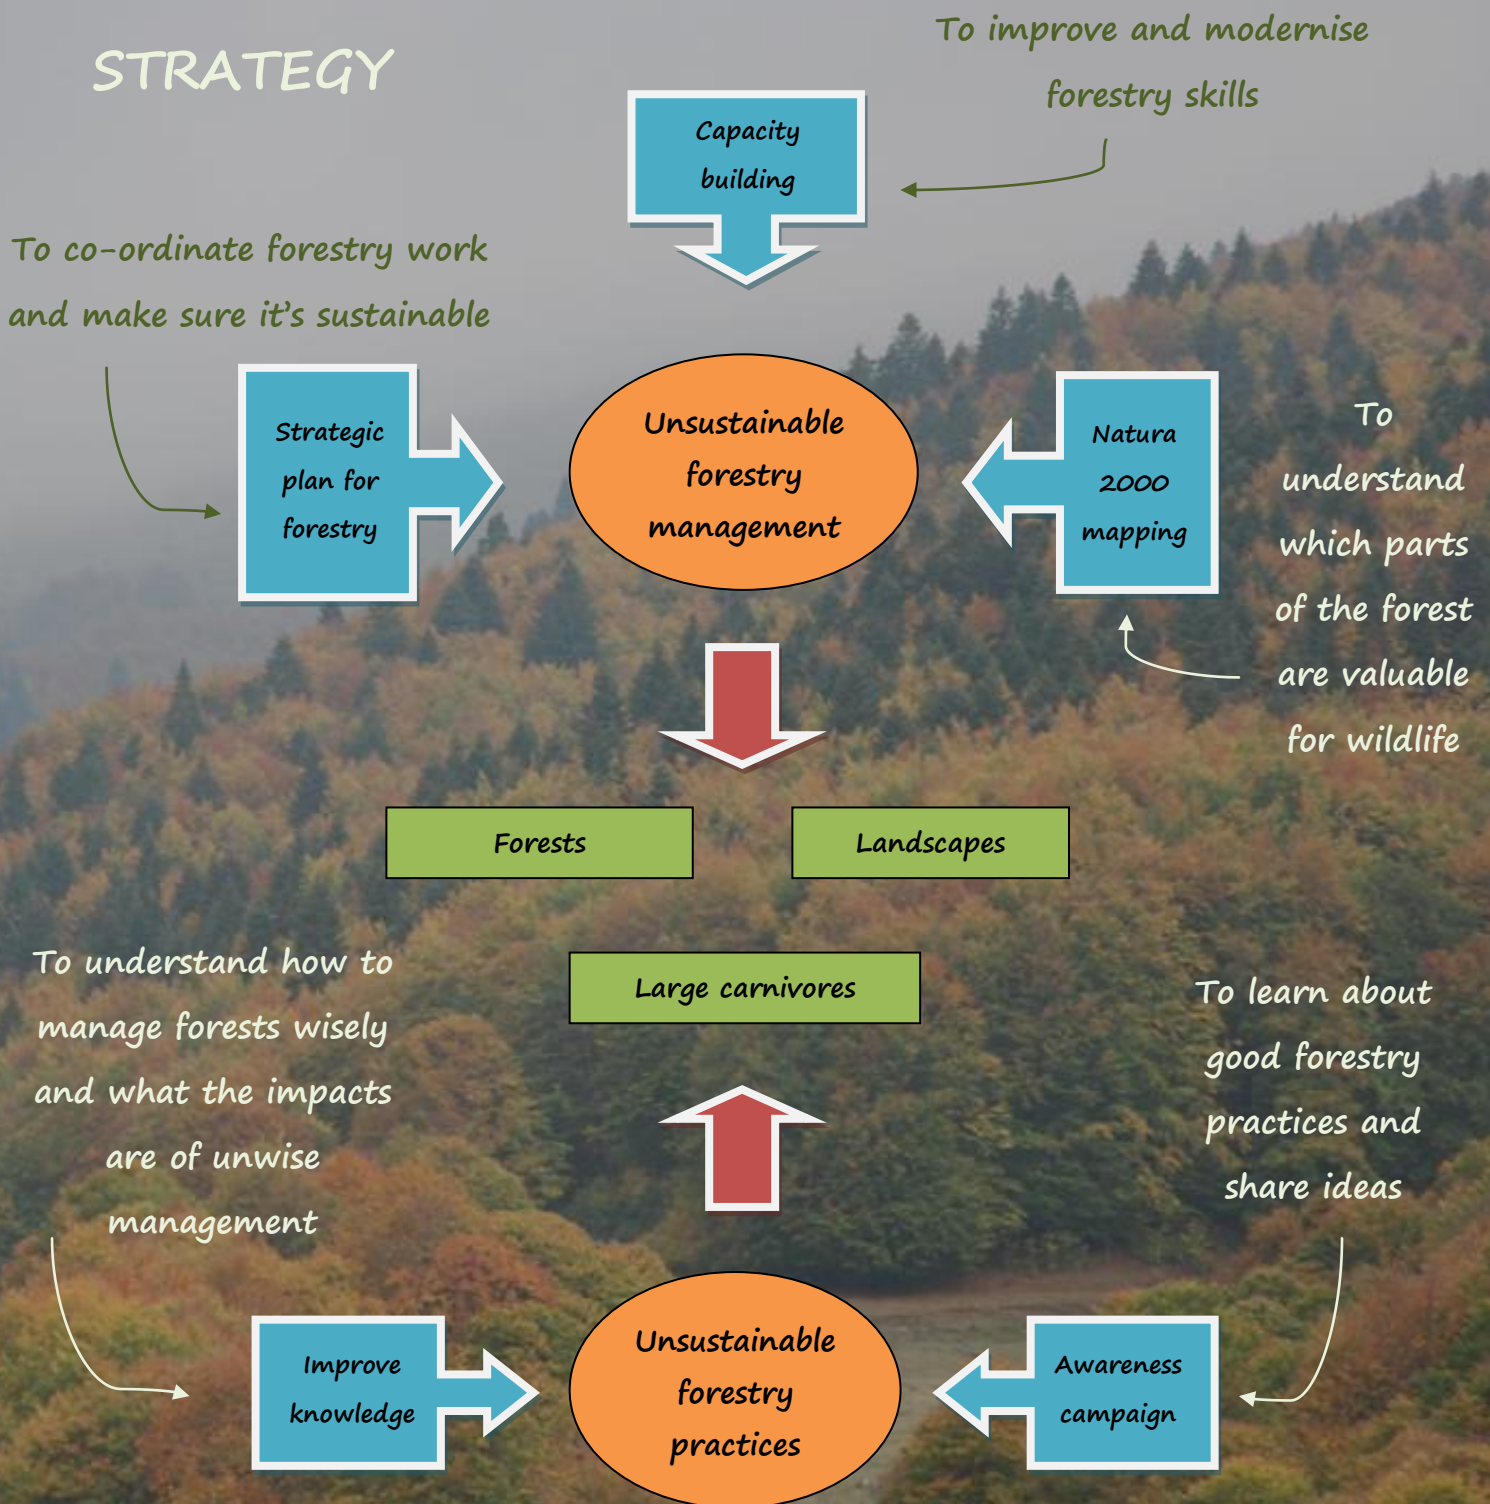 STRATEGY
To improve and modernise
forestry skills
Capacity
building
To co-ordinate forestry work
and make sure it's sustainable
Strategic
plan for
forestry
Unsustainable
forestry
management
Natura
2000
mapping
To
understand
which parts
of the forest
are valuable
for wildlife
Forests
Landscapes
Large carnivores
To understand how to
manage forests wisely
and what the impacts
are of unwise
management
To learn about
good forestry
practices and
share ideas
Improve
knowledge
Unsustainable
forestry
practices
Awareness
campaign